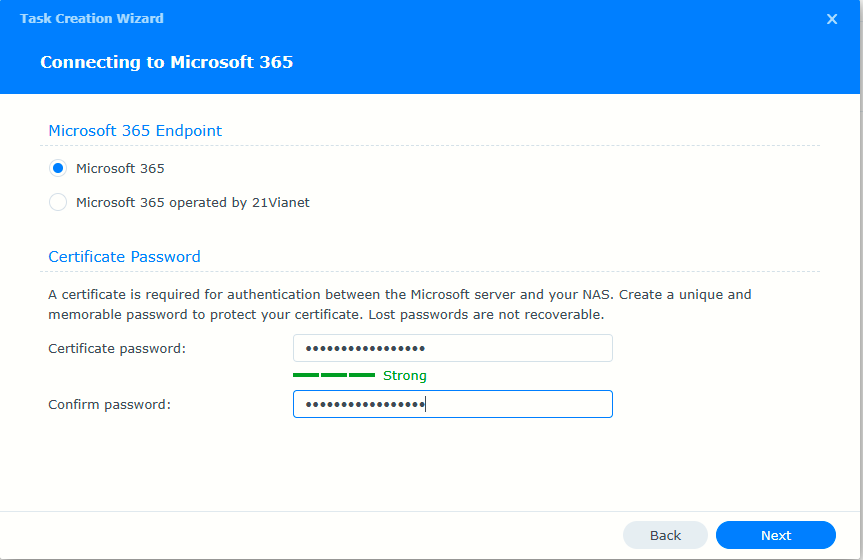 Task Creation Wizard
Connecting to Microsoft 365
Microsoft 365 Endpoint
Microsoft 365
Microsoft 365 operated by 21Vianet
Certificate Password
A certificate is required for authentication between the Microsoft server and your NAS. Create a unique and
memorable password to protect your certificate. Lost passwords are not recoverable.
Certificate password: •••••••••••••••••
Strong
Confirm password: •••••••••••••••••
Back Next